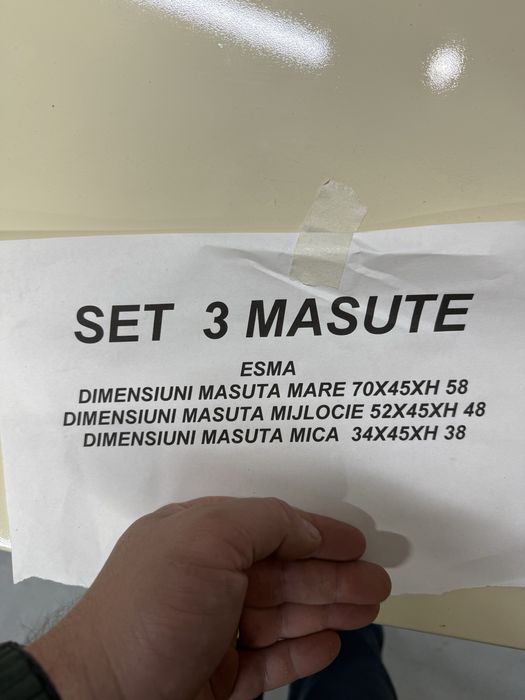 SET 3 MASUTE
ESMA
DIMENSIUNI MASUTA MARE 70X45XH 58
DIMENSIUNI MASUTA MIJLOCIE 52X45XH 48
DIMENSIUNI MASUTA MICA 34X45XH 38